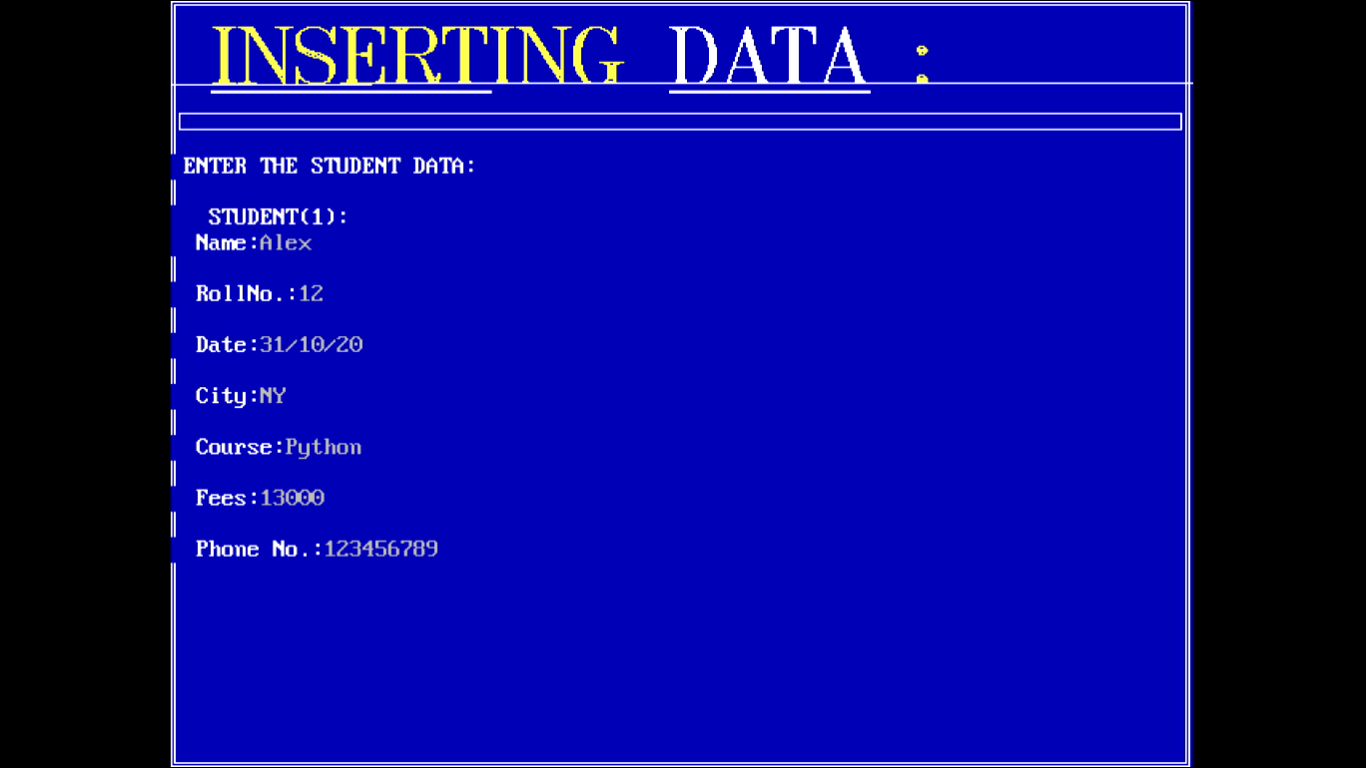 INSERTING DATA :
ENTER THE STUDENT DATA:
STUDENT(1):
Name:Alex
RollNo.:12
Date:31/10/20
City:NY
Course:Python
Fees:13000
Phone No.:123456789